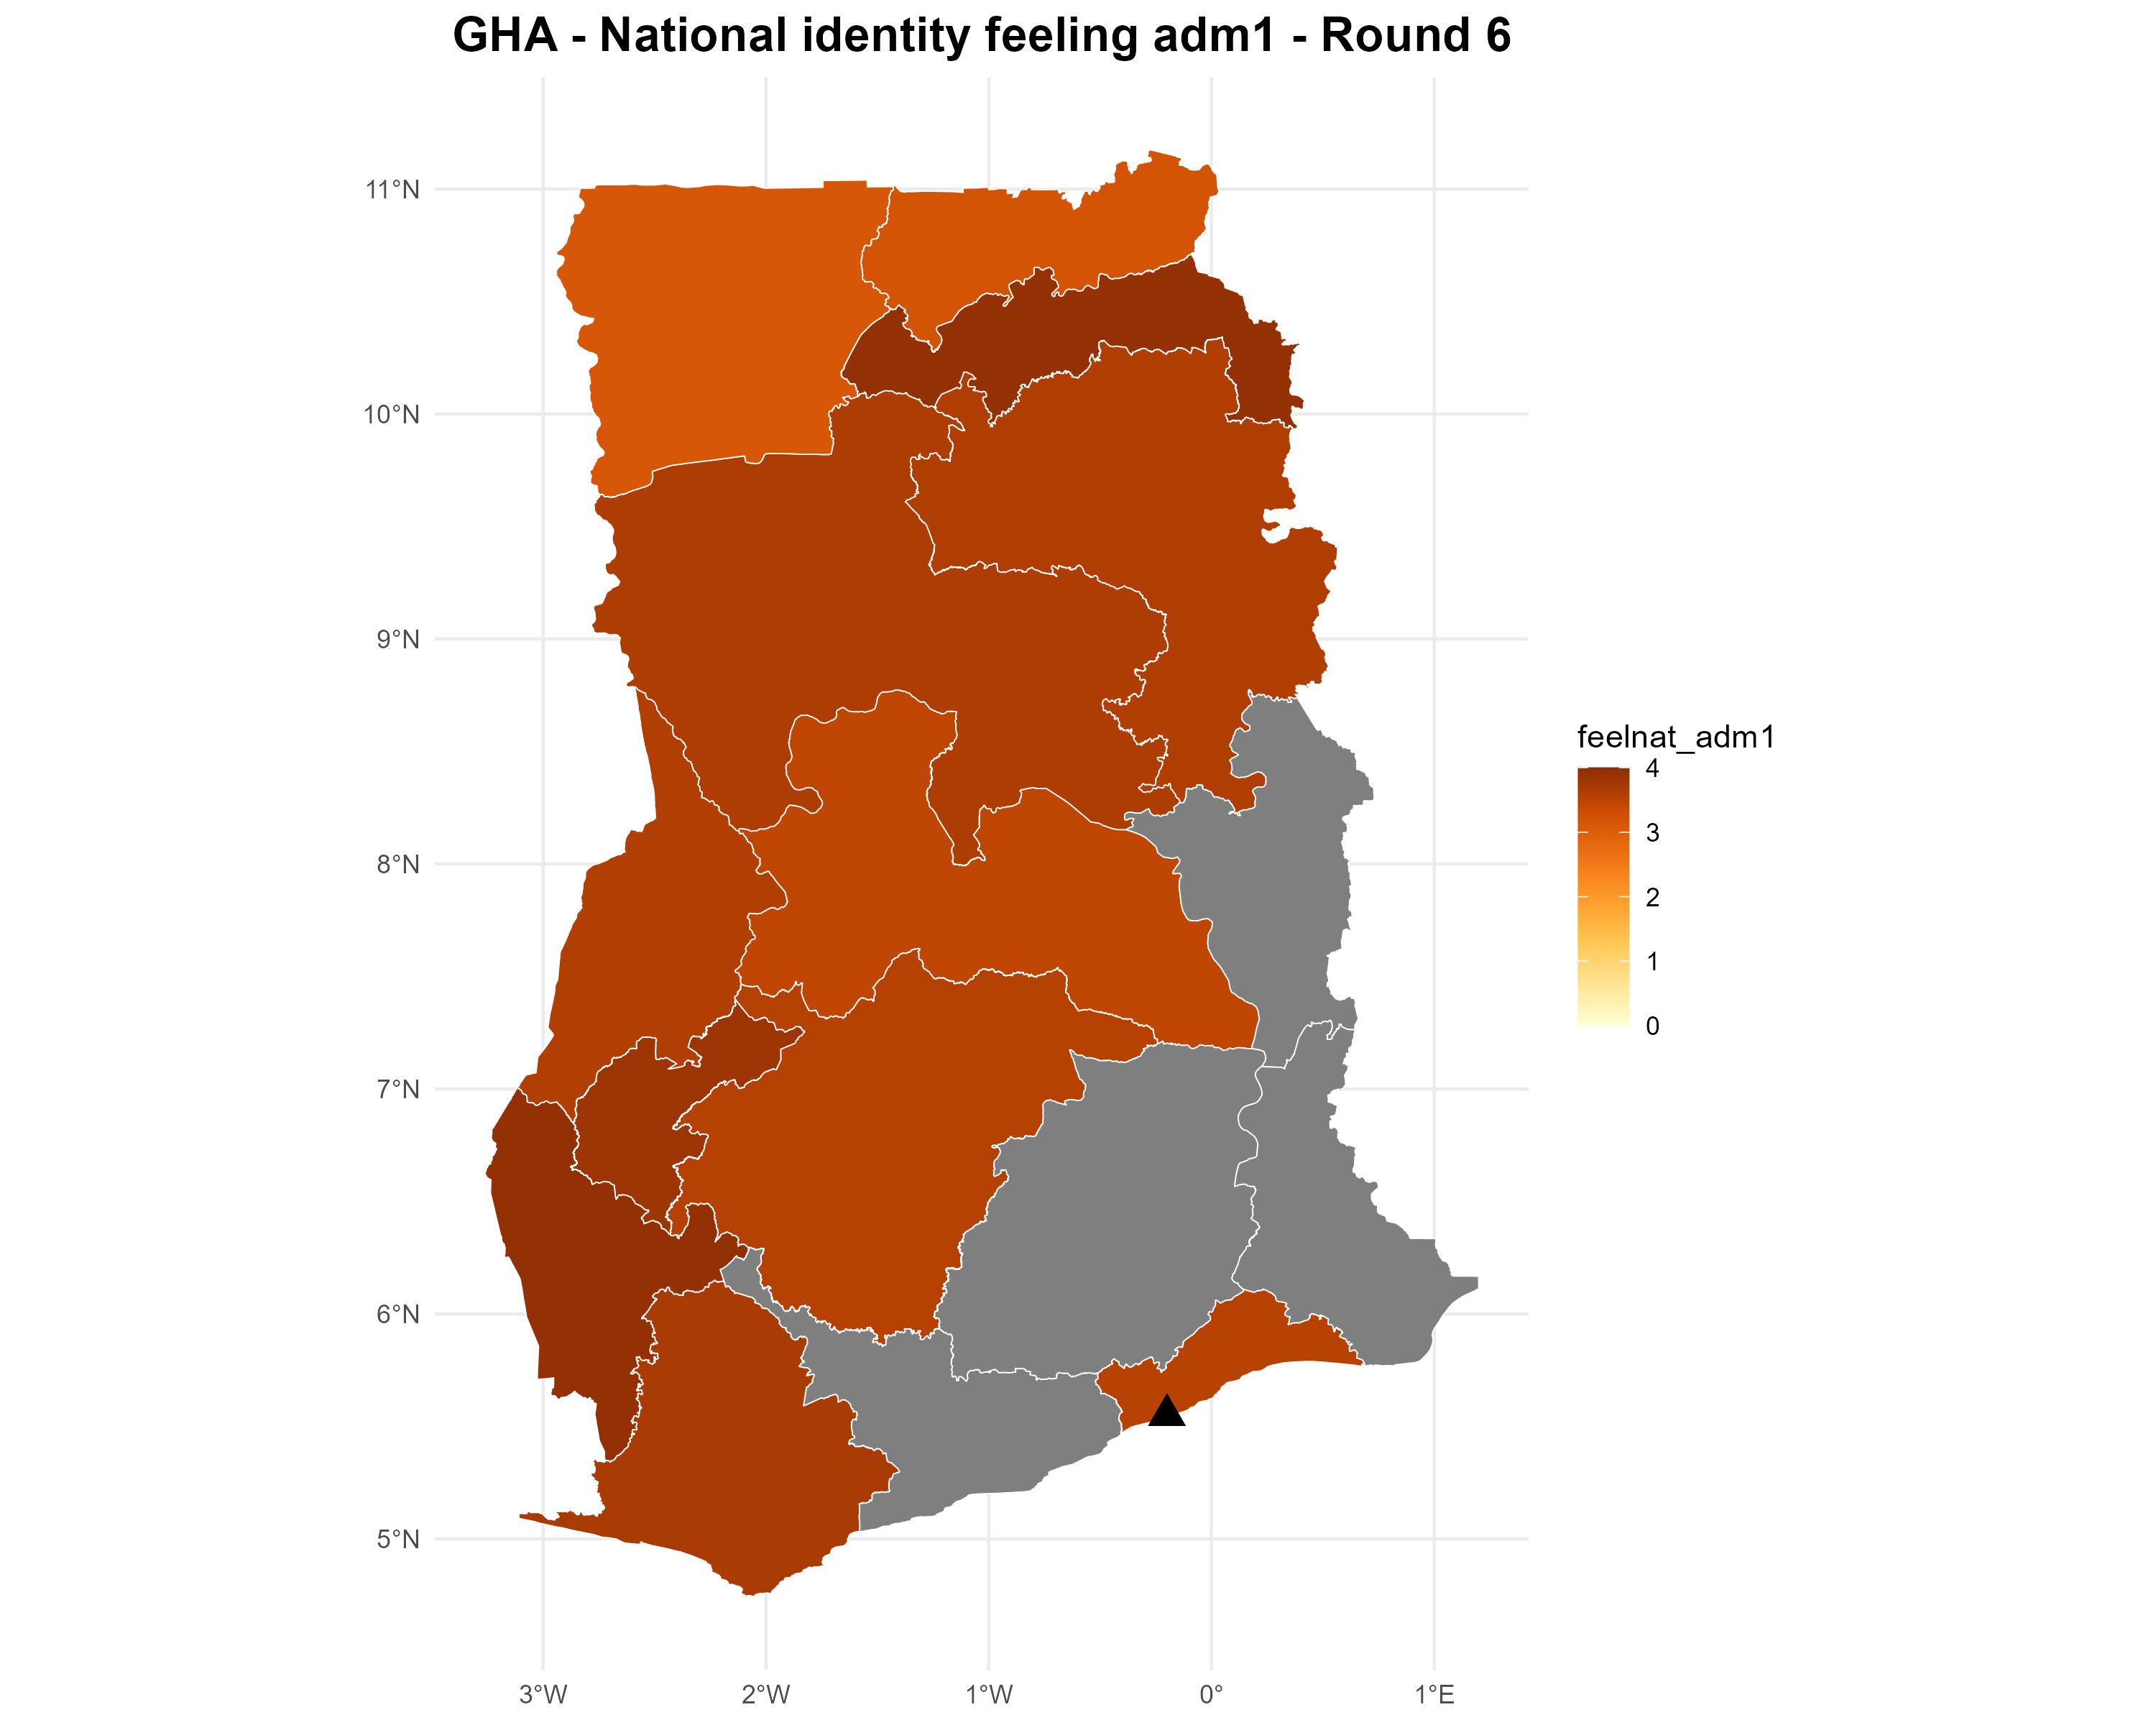 GHA - National identity feeling adm1 - Round 6
11°N
10°N
9°N
8°N
7°N
6°N
5°N
3°W
2°W
1°W
0°
1°E
feelnat_adm1
4
3
2
1
0